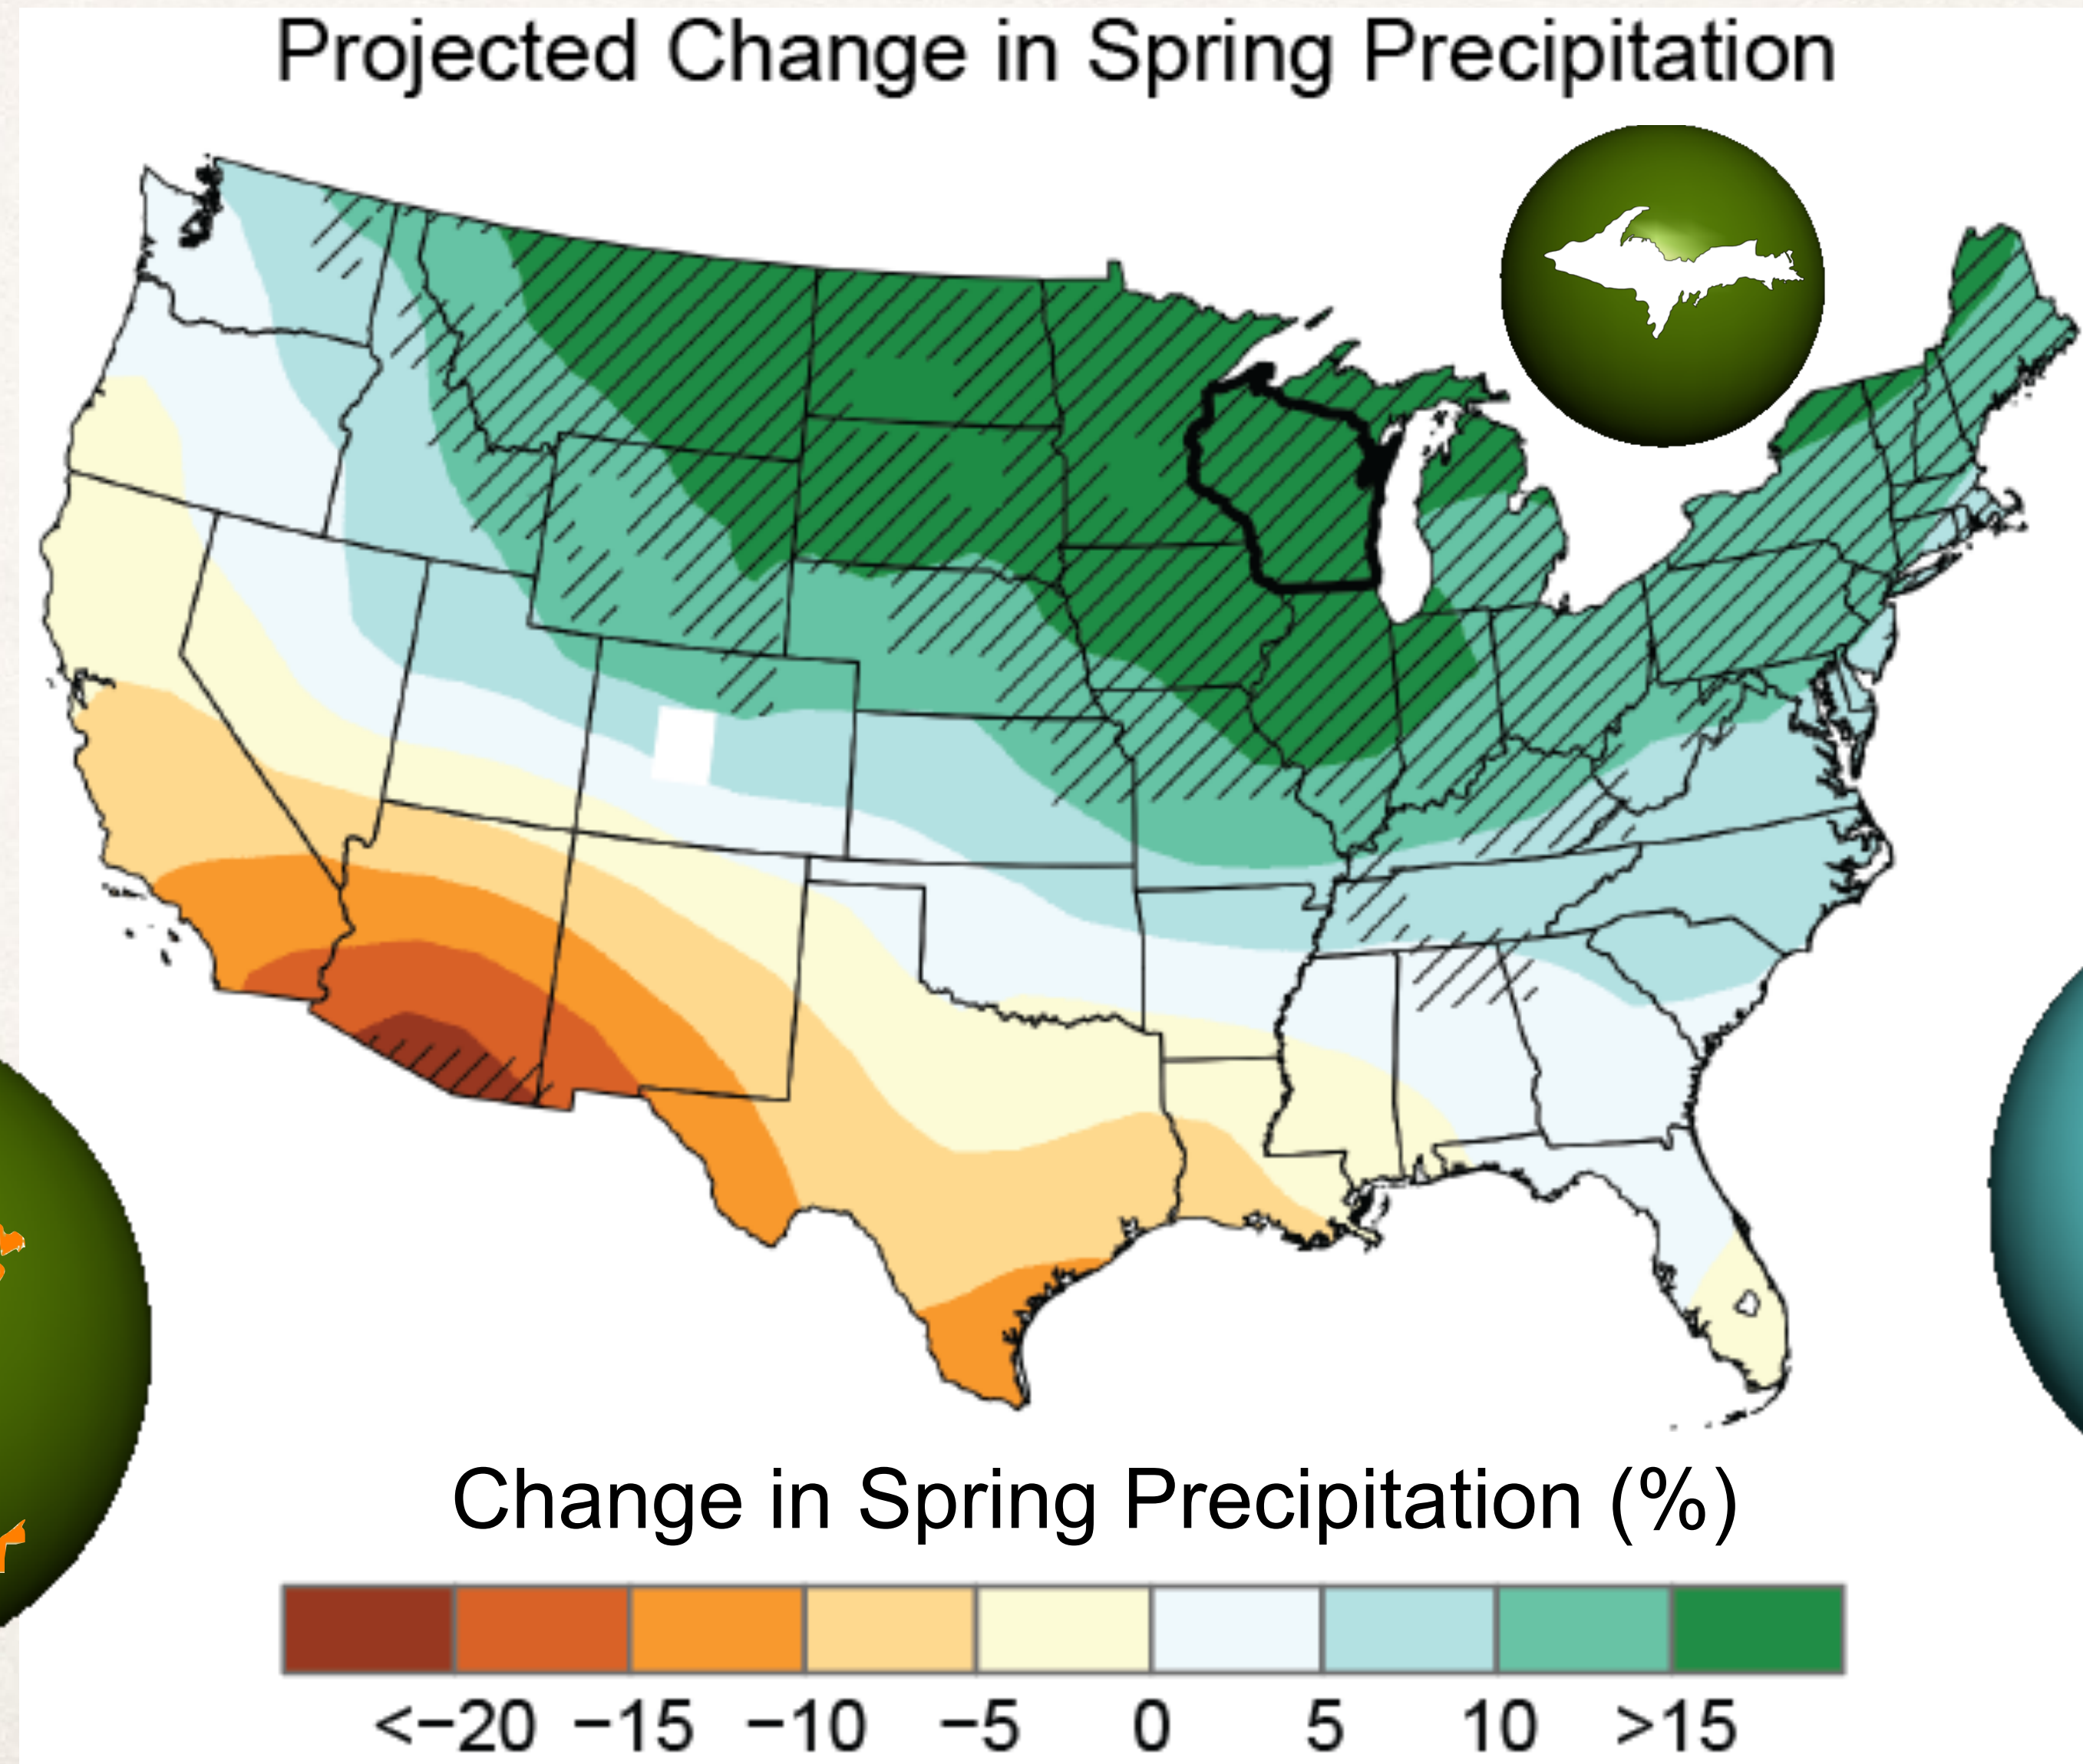 Projected Change in Spring Precipitation
Change in Spring Precipitation (%)
<−20 −15 −10 −5 0 5 10 >15